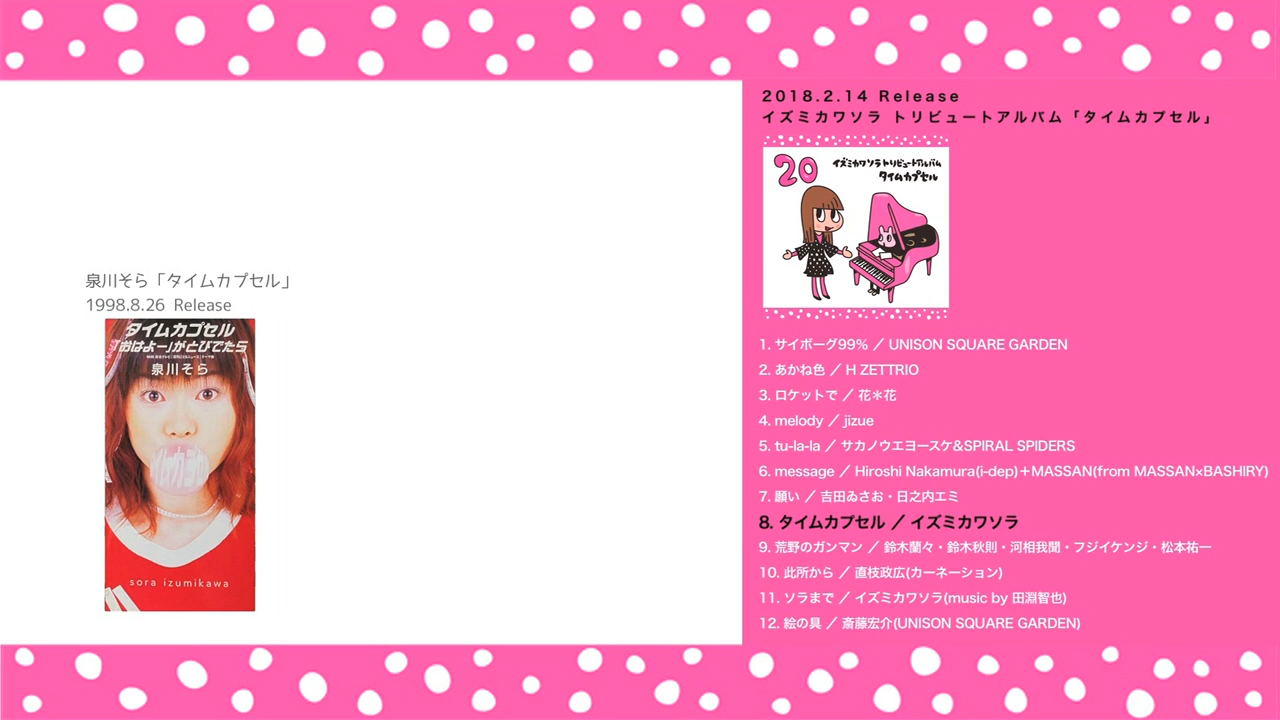 泉川そら「タイムカプセル」
1998.8.26 Release
タイムカプセル
「おはよー」がとびでたら
泉川そら
sora izumikawa
2018.2.14 Release
イズミカワソラ トリビュートアルバム「タイムカプセル」
20
イズミカワソラトリビュートアルバム
タイムカプセル
1. サイボーグ99% ／ UNISON SQUARE GARDEN
2. あかね色 ／ H ZETTRIO
3. ロケットで ／ 花＊花
4. melody ／ jizue
5. tu-la-la ／ サカノウエヨースケ&SPIRAL SPIDERS
6. message ／ Hiroshi Nakamura(i-dep)＋MASSAN(from MASSAN×BASHIRY)
7. 願い ／ 吉田ゐさお・日之内エミ
8. タイムカプセル ／ イズミカワソラ
9. 荒野のガンマン ／ 鈴木蘭々・鈴木秋則・河相我聞・フジイケンジ・松本祐一
10. 此所から ／ 直枝政広(カーネーション)
11. ソラまで ／ イズミカワソラ(music by 田淵智也)
12. 絵の具 ／ 斎藤宏介(UNISON SQUARE GARDEN)